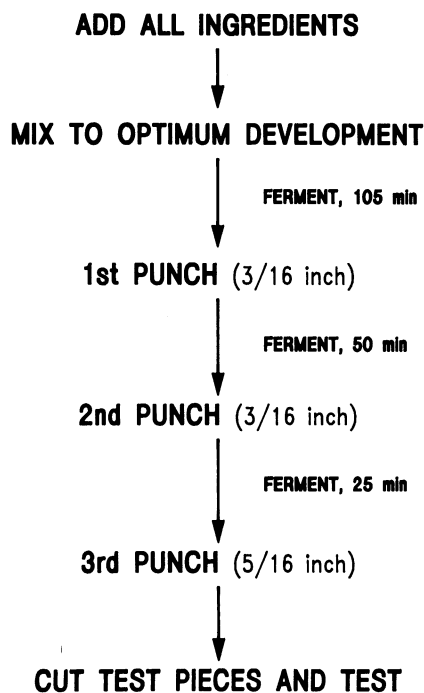 ADD ALL INGREDIENTS
MIX TO OPTIMUM DEVELOPMENT
FERMENT, 105 min
1st PUNCH (3/16 inch)
FERMENT, 50 min
2nd PUNCH (3/16 inch)
FERMENT, 25 min
3rd PUNCH (5/16 inch)
CUT TEST PIECES AND TEST